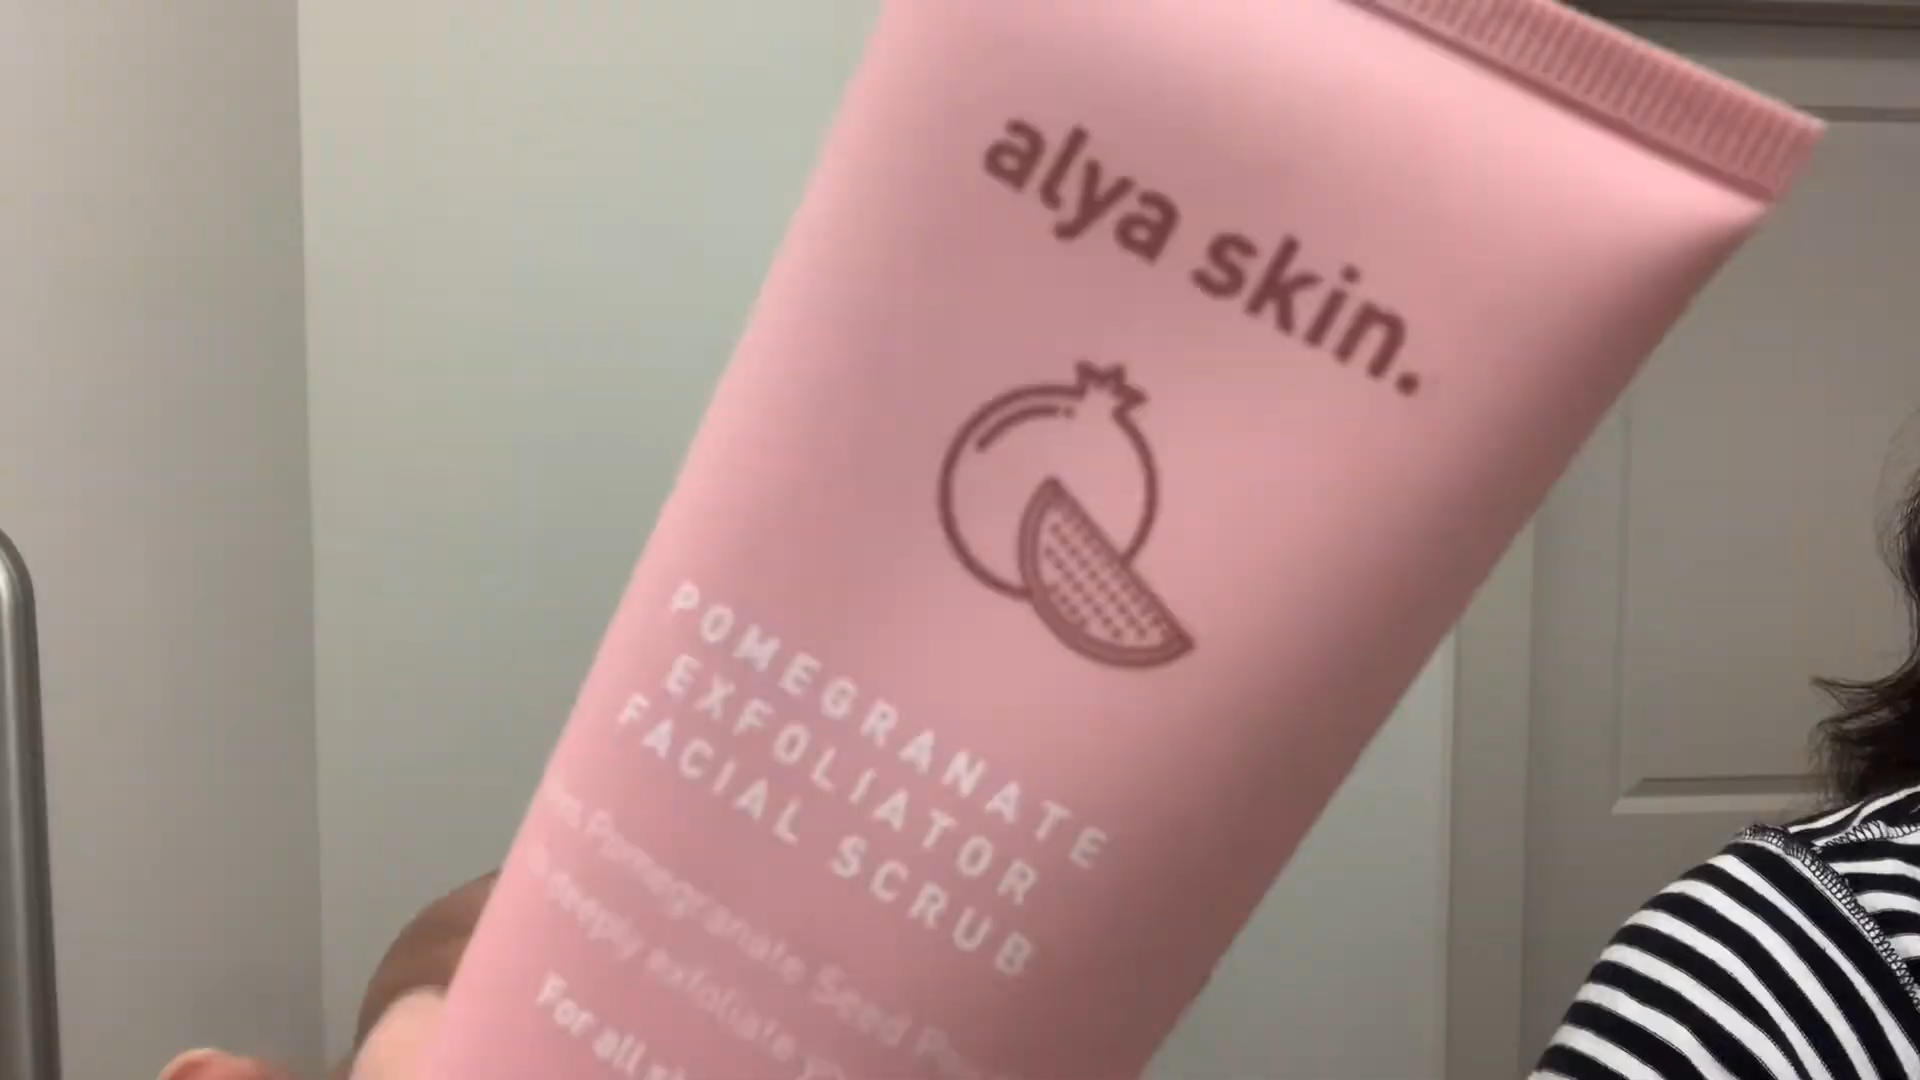 alya skin.
POMEGRANATE
EXFOLIATOR
FACIAL SCRUB
Pomegranate Seed
deeply exfoliate
For all